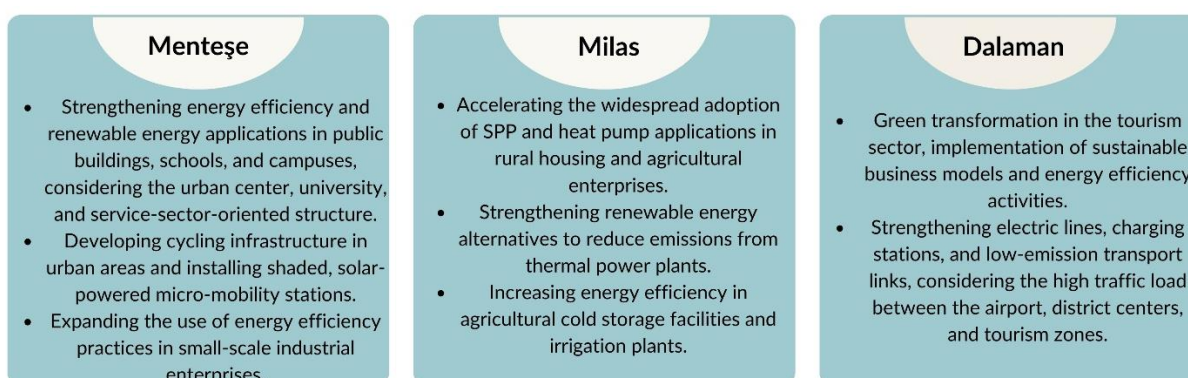 Menteşe
• Strengthening energy efficiency and
renewable energy applications in public
buildings, schools, and campuses,
considering the urban center, university,
and service-sector-oriented structure.
• Developing cycling infrastructure in
urban areas and installing shaded, solar-
powered micro-mobility stations.
• Expanding the use of energy efficiency
practices in small-scale industrial
enterprises
Milas
• Accelerating the widespread adoption
of SPP and heat pump applications in
rural housing and agricultural
enterprises.
• Strengthening renewable energy
alternatives to reduce emissions from
thermal power plants.
• Increasing energy efficiency in
agricultural cold storage facilities and
irrigation plants.
Dalaman
• Green transformation in the tourism
sector, implementation of sustainable
business models and energy efficiency
activities.
• Strengthening electric lines, charging
stations, and low-emission transport
links, considering the high traffic load
between the airport, district centers,
and tourism zones.